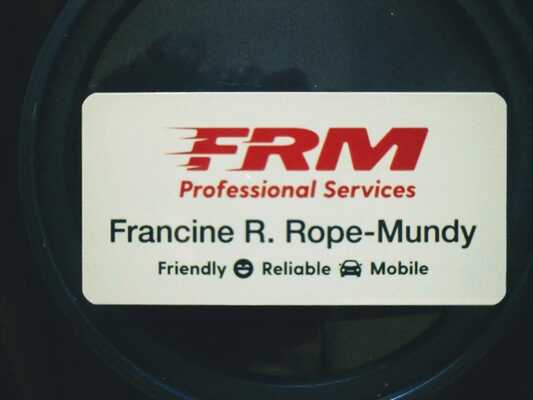 FRM
Professional Services
Francine R. Rope-Mundy
Friendly Reliable Mobile